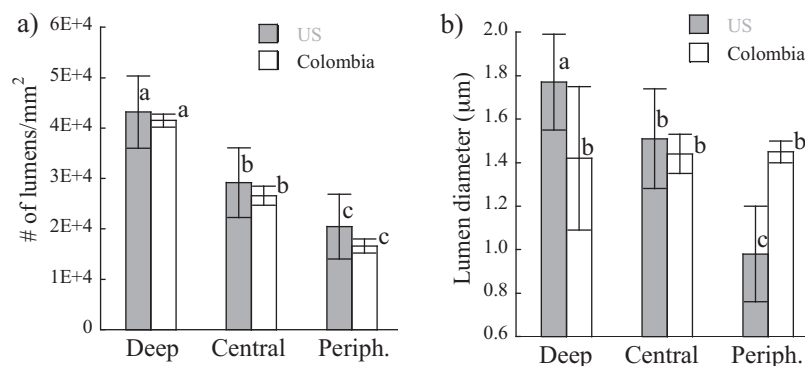 a)
US
Colombia
# of lumens/mm²
6E+4
5E+4
4E+4
3E+4
2E+4
1E+4
0
a
a
b
b
c
c
Deep Central Periph.
b)
US
Colombia
Lumen diameter (μm)
2.0
1.8
1.6
1.4
1.2
1.0
0.8
0.6
a
b
b
b
c
b
Deep Central Periph.